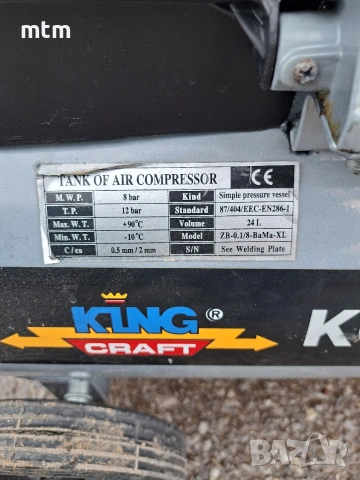 mtm
TANK OF AIR COMPRESSOR CE
M. W. P. 8 bar Kind Simple pressure vessel
T. P. 12 bar Standard 87/404/EEC-EN286-1
Max. W. T. +90°C Volume 24 L
Min. W. T. -10°C Model ZB-0.1/8-BaMa-XL
C / ea 0.5 mm / 2 mm S/N See Welding Plate
KING ®
CRAFT
K
BAZAR
bg